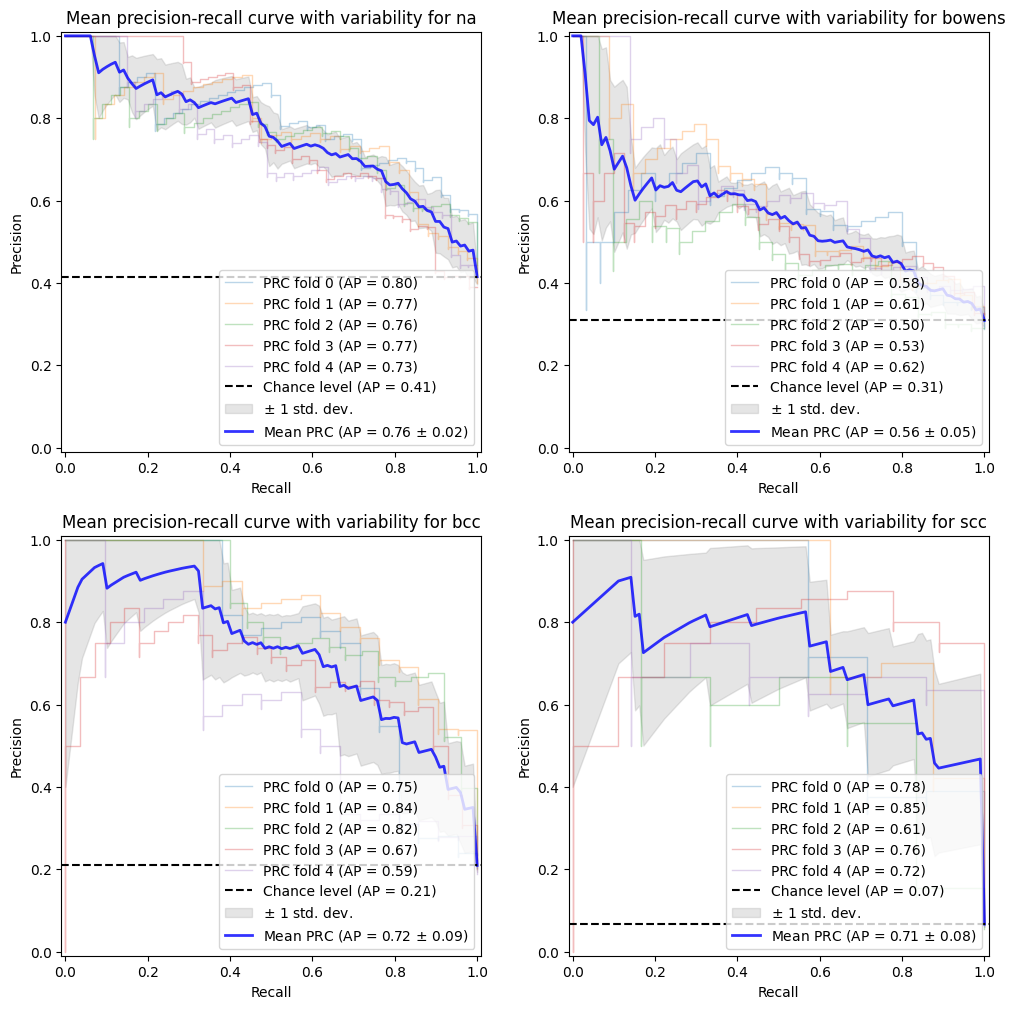 Mean precision-recall curve with variability for na
Precision
1.0
0.8
0.6
0.4
0.2
0.0
PRC fold 0 (AP = 0.80)
PRC fold 1 (AP = 0.77)
PRC fold 2 (AP = 0.76)
PRC fold 3 (AP = 0.77)
PRC fold 4 (AP = 0.73)
Chance level (AP = 0.41)
± 1 std. dev.
Mean PRC (AP = 0.76 ± 0.02)
0.0 0.2 0.4 0.6 0.8 1.0
Recall
Mean precision-recall curve with variability for bowens
Precision
1.0
0.8
0.6
0.4
0.2
0.0
PRC fold 0 (AP = 0.58)
PRC fold 1 (AP = 0.61)
PRC fold 2 (AP = 0.50)
PRC fold 3 (AP = 0.53)
PRC fold 4 (AP = 0.62)
Chance level (AP = 0.31)
± 1 std. dev.
Mean PRC (AP = 0.56 ± 0.05)
0.0 0.2 0.4 0.6 0.8 1.0
Recall
Mean precision-recall curve with variability for bcc
Precision
1.0
0.8
0.6
0.4
0.2
0.0
PRC fold 0 (AP = 0.75)
PRC fold 1 (AP = 0.84)
PRC fold 2 (AP = 0.82)
PRC fold 3 (AP = 0.67)
PRC fold 4 (AP = 0.59)
Chance level (AP = 0.21)
± 1 std. dev.
Mean PRC (AP = 0.72 ± 0.09)
0.0 0.2 0.4 0.6 0.8 1.0
Recall
Mean precision-recall curve with variability for scc
Precision
1.0
0.8
0.6
0.4
0.2
0.0
PRC fold 0 (AP = 0.78)
PRC fold 1 (AP = 0.85)
PRC fold 2 (AP = 0.61)
PRC fold 3 (AP = 0.76)
PRC fold 4 (AP = 0.72)
Chance level (AP = 0.07)
± 1 std. dev.
Mean PRC (AP = 0.71 ± 0.08)
0.0 0.2 0.4 0.6 0.8 1.0
Recall